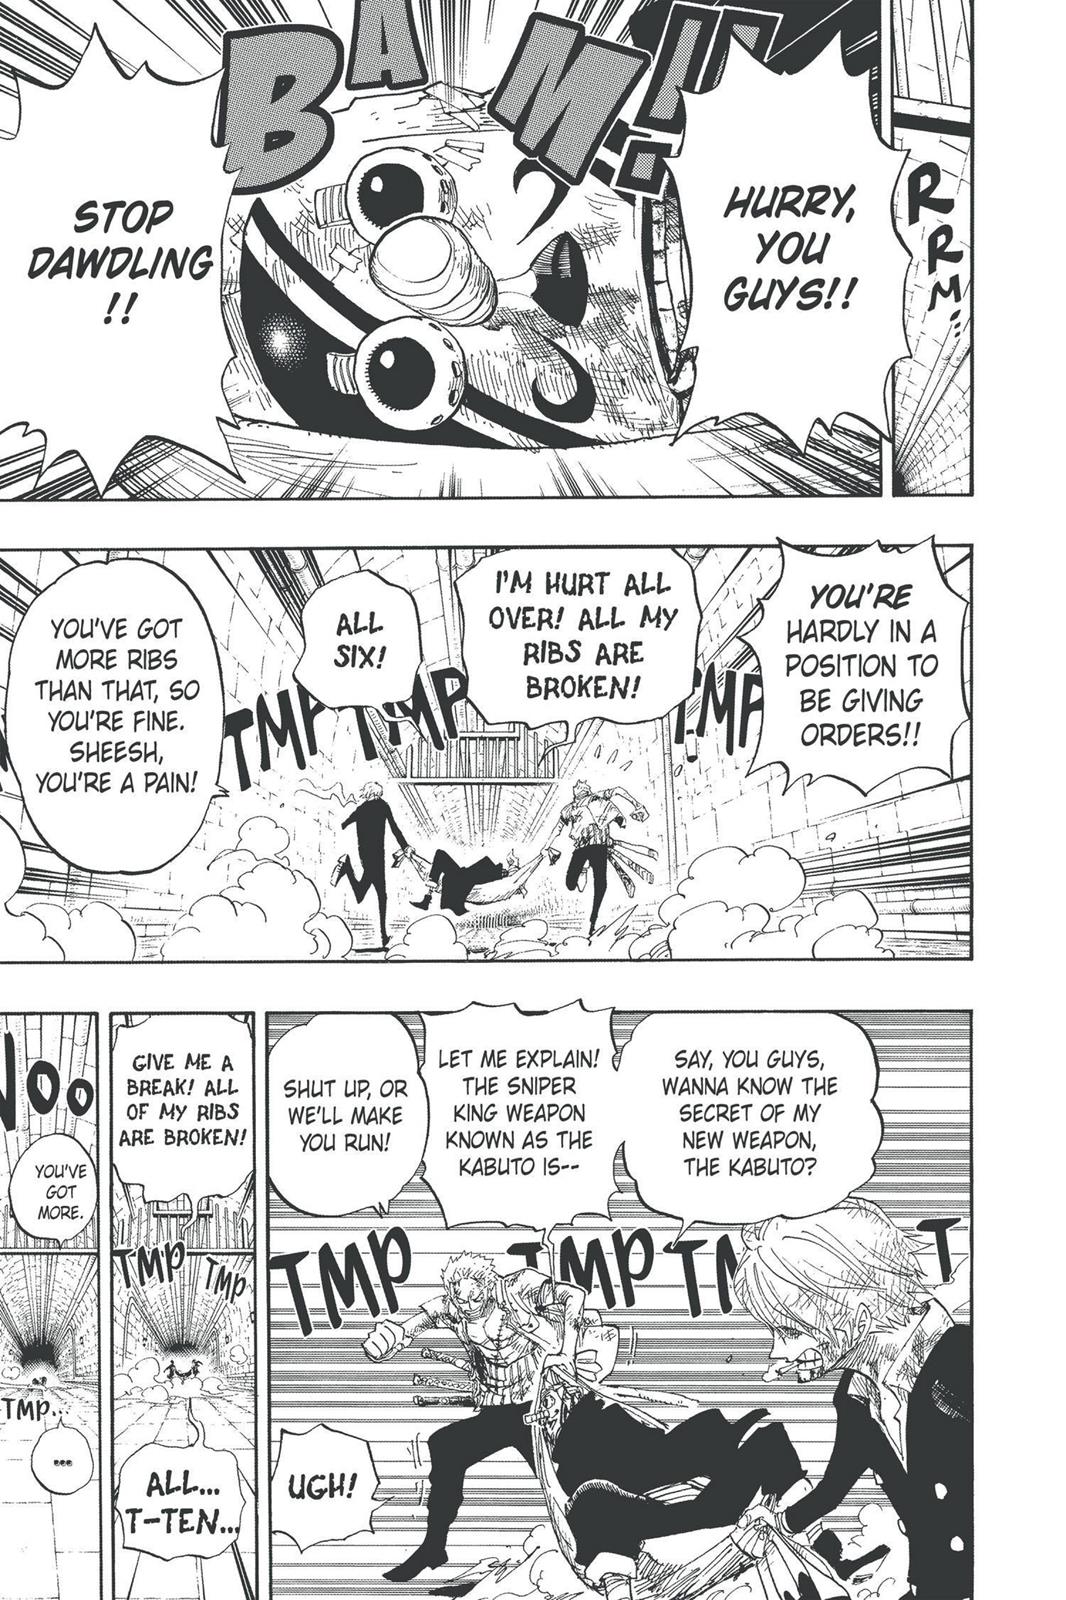 BAM!!
HURRY,
YOU
GUYS!!
RRM...
STOP
DAWDLING
!!
YOU'RE
HARDLY IN A
POSITION TO
BE GIVING
ORDERS!!
I'M HURT ALL
OVER! ALL MY
RIBS ARE
BROKEN!
ALL
SIX!
YOU'VE GOT
MORE RIBS
THAN THAT, SO
YOU'RE FINE.
SHEESH,
YOU'RE A PAIN!
TMP
TMP
TMP
SAY, YOU GUYS,
WANNA KNOW THE
SECRET OF MY
NEW WEAPON,
THE KABUTO?
LET ME EXPLAIN!
THE SNIPER
KING WEAPON
KNOWN AS THE
KABUTO IS--
SHUT UP, OR
WE'LL MAKE
YOU RUN!
TMP
TMP
TMP
T
UGH!
GIVE ME A
BREAK! ALL
OF MY RIBS
ARE BROKEN!
TMP
TMP
ALL...
T-TEN...
YOU'VE
GOT
MORE.
TMP...
...